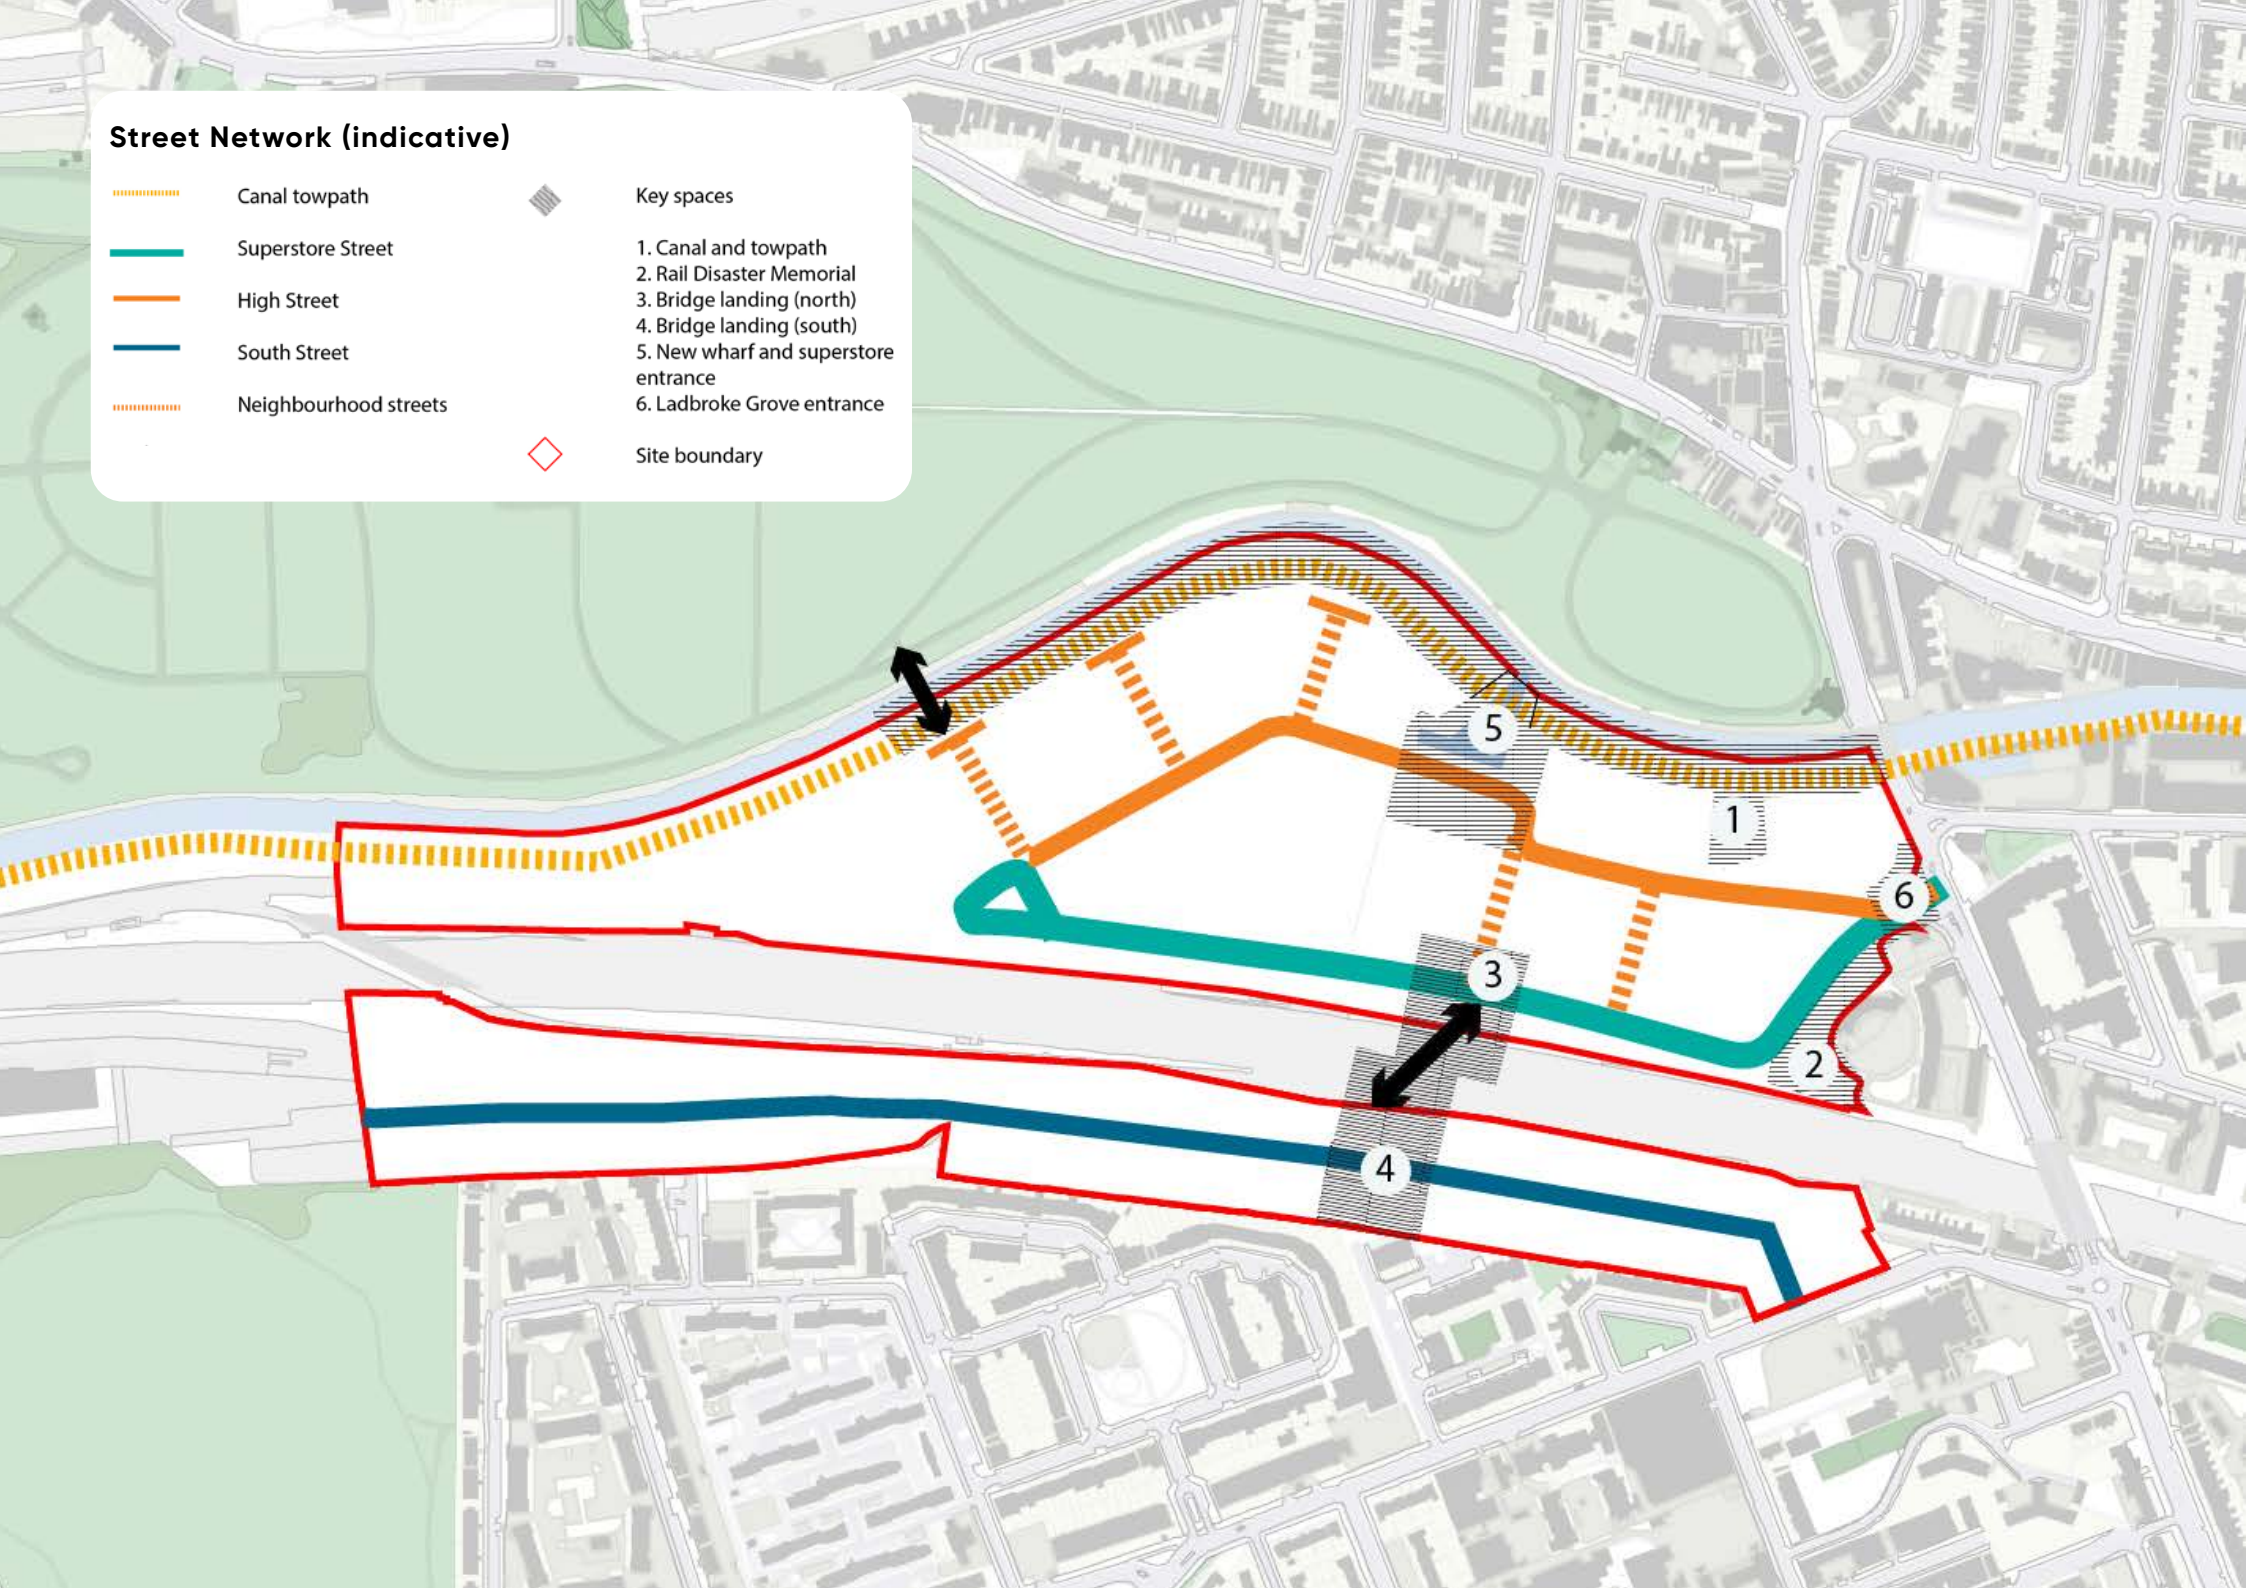 Street Network (indicative)
Canal towpath
Superstore Street
High Street
South Street
Neighbourhood streets
Key spaces
1. Canal and towpath
2. Rail Disaster Memorial
3. Bridge landing (north)
4. Bridge landing (south)
5. New wharf and superstore
entrance
6. Ladbroke Grove entrance
Site boundary
5
1
6
3
2
4